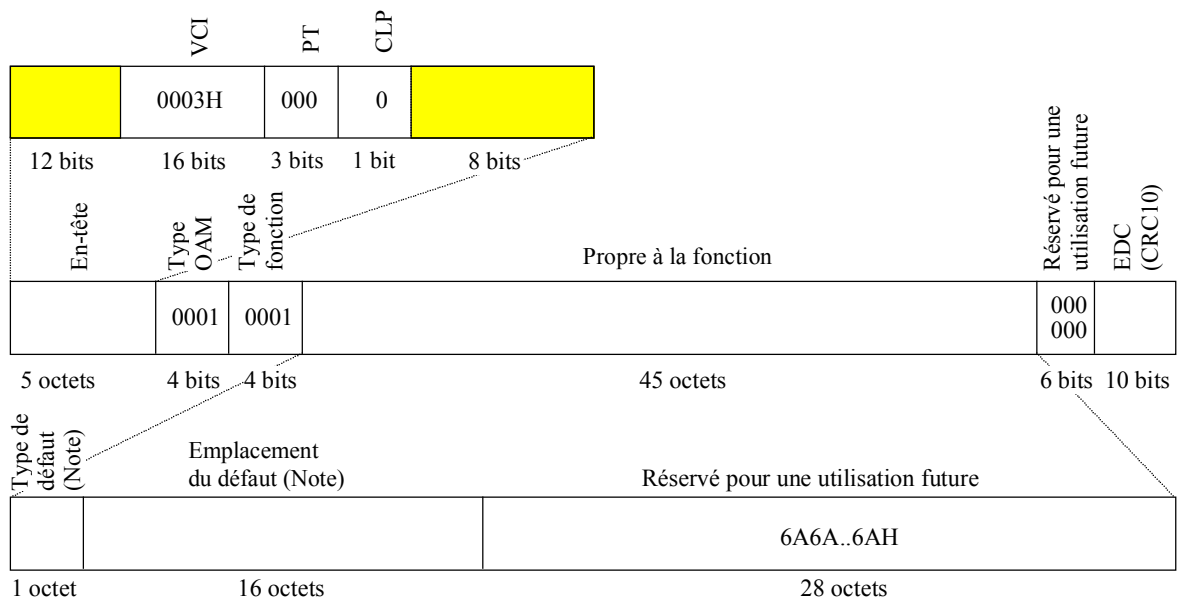 VCI
PT
CLP
0003H
000
0
12 bits
16 bits
3 bits
1 bit
8 bits
En-tête
Type
OAM
Type de
fonction
Propre à la fonction
Réservé pour une
utilisation future
EDC
(CRC10)
0001
0001
000
000
5 octets
4 bits
4 bits
45 octets
6 bits
10 bits
Type de
défaut
(Note)
Emplacement
du défaut (Note)
Réservé pour une utilisation future
6A6A..6AH
1 octet
16 octets
28 octets